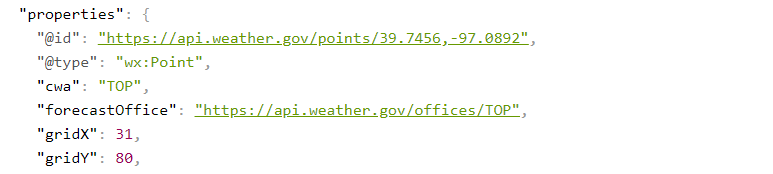 "properties": {
"@id": "https://api.weather.gov/points/39.7456,-97.0892",
"@type": "wx:Point",
"cwa": "TOP",
"forecastOffice": "https://api.weather.gov/offices/TOP",
"gridX": 31,
"gridY": 80,